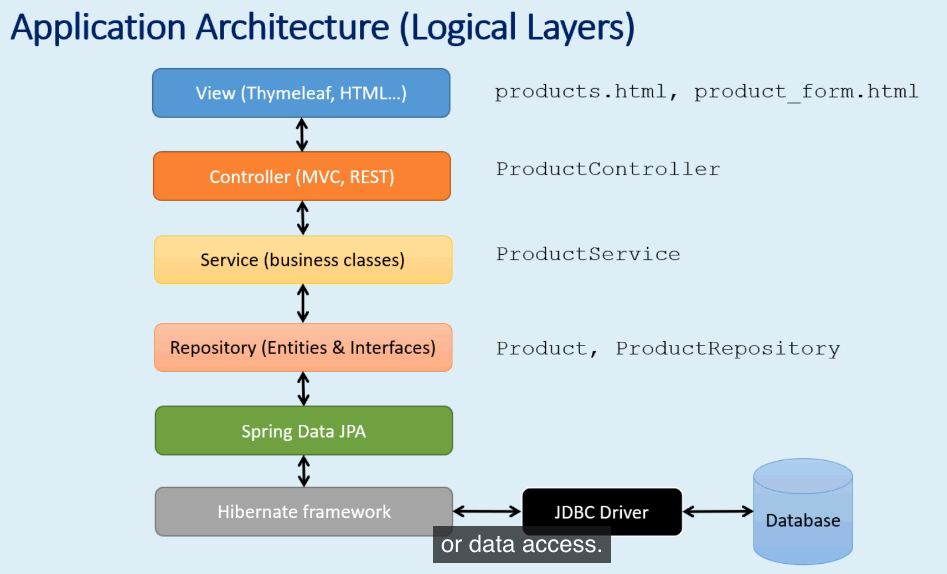 Application Architecture (Logical Layers)
View (Thymeleaf, HTML...)
products.html, product_form.html
Controller (MVC, REST)
ProductController
Service (business classes)
ProductService
Repository (Entities & Interfaces)
Product, ProductRepository
Spring Data JPA
Hibernate framework
JDBC Driver
Database
or data access.